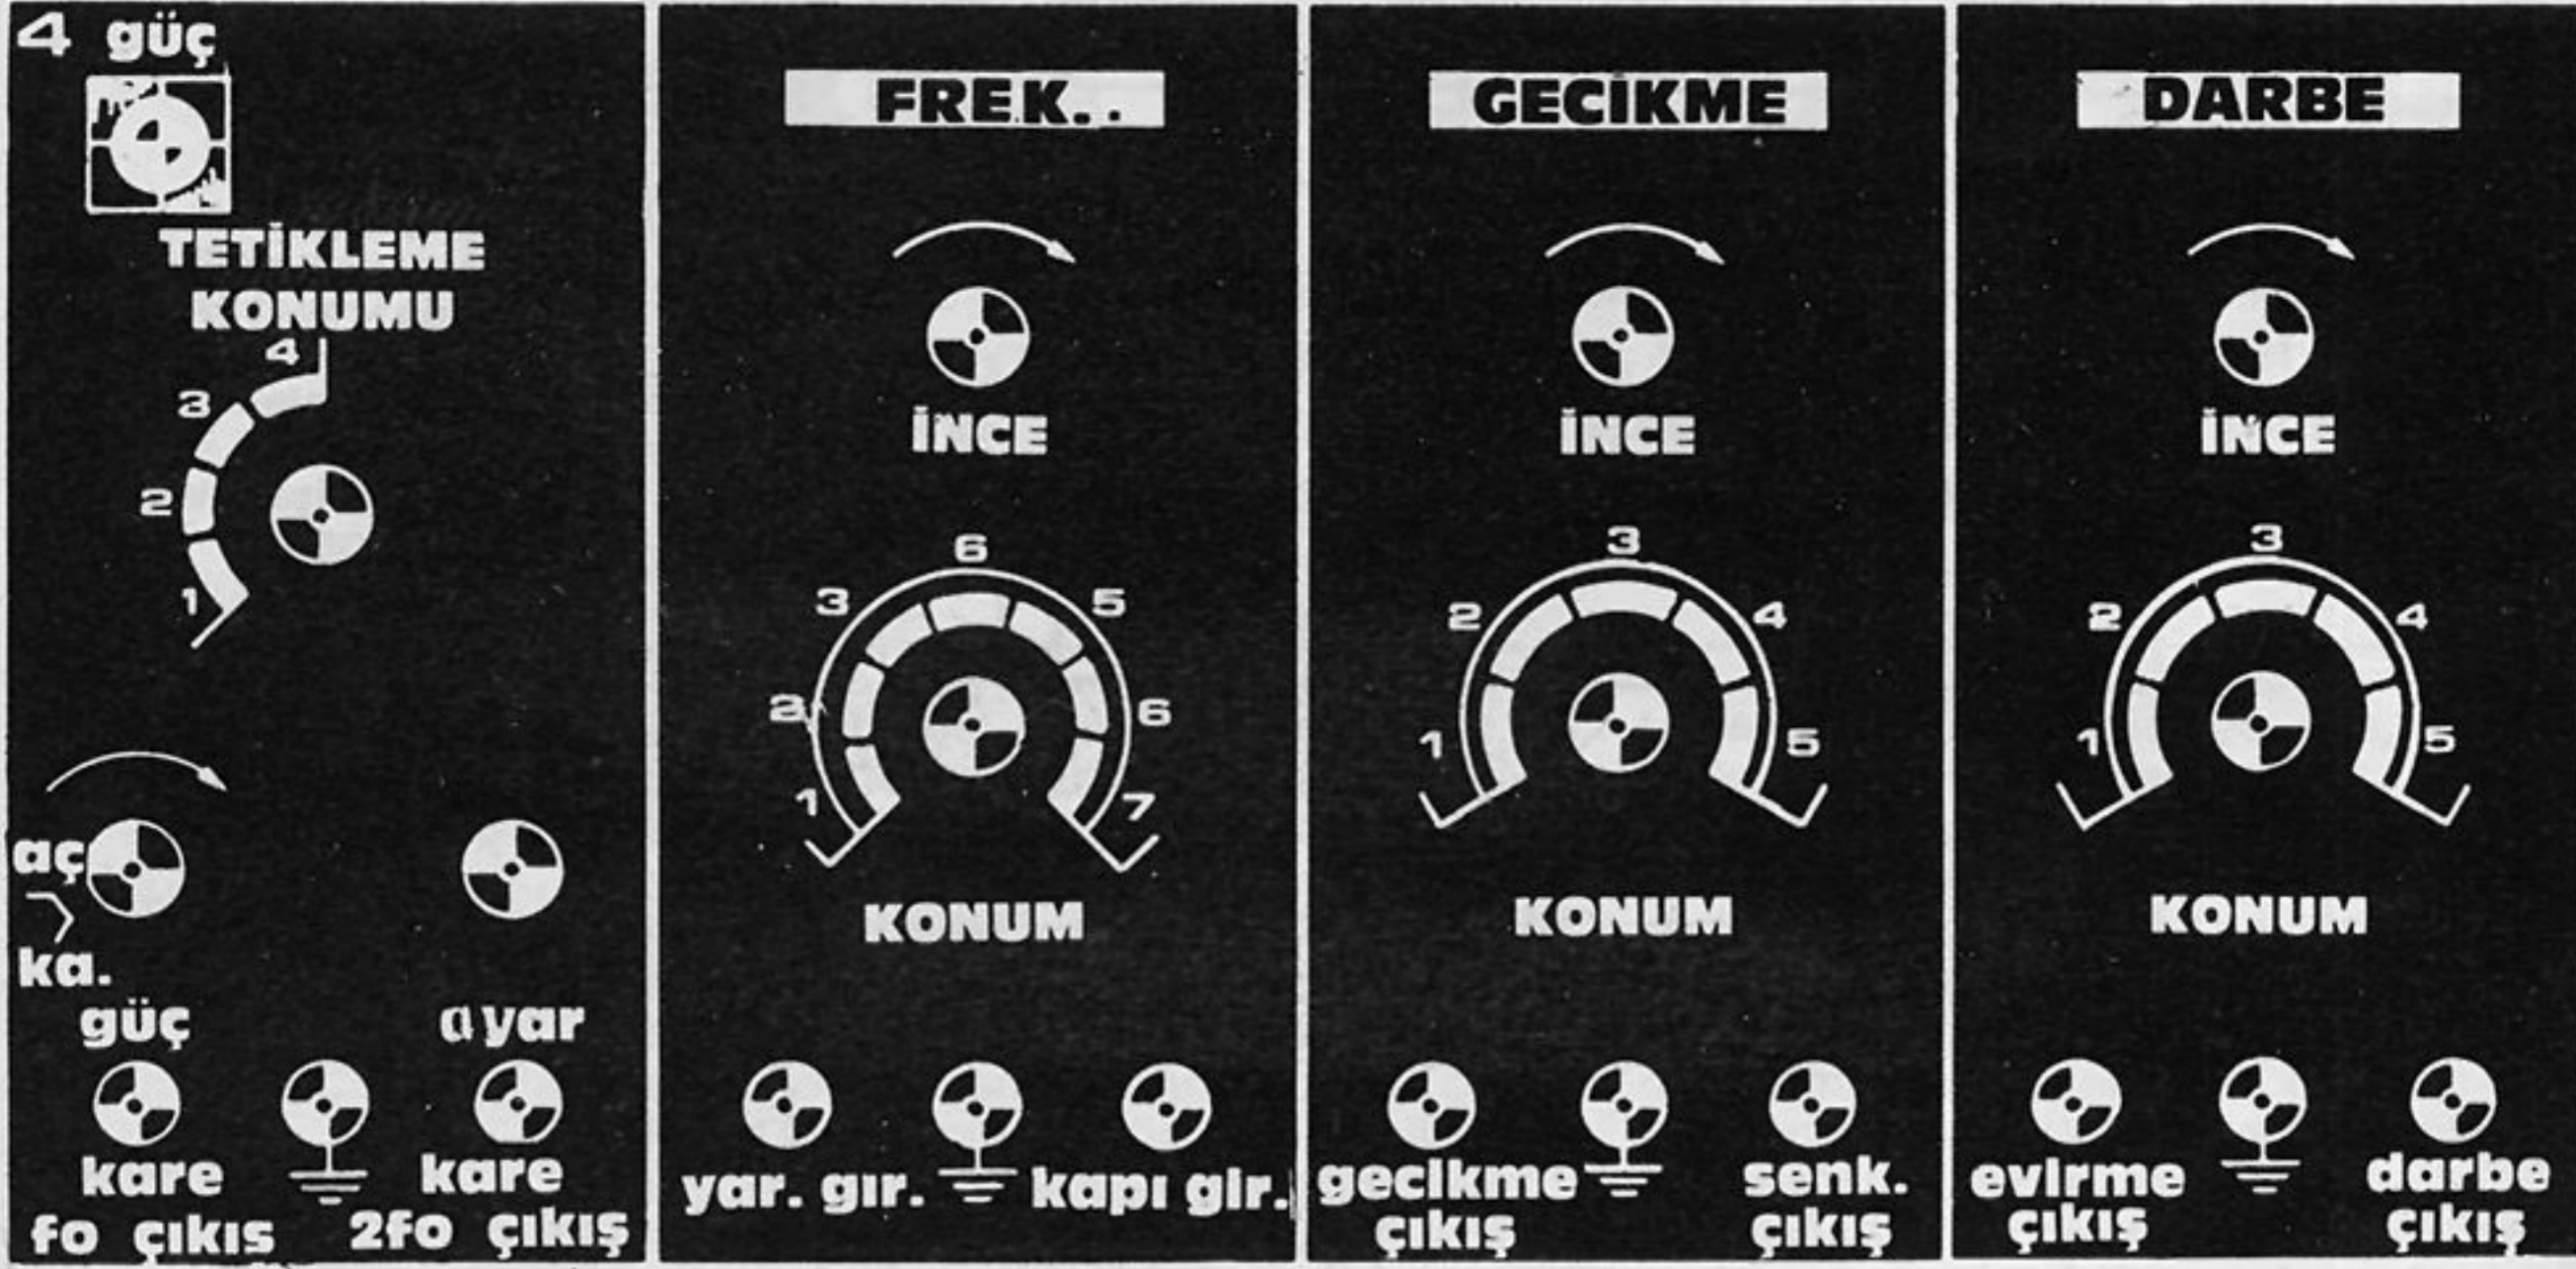 4 güç
TETİKLEME
KONUMU
4
3
2
1
aç
ka.
güç
ayar
kare
fo çıkıs
kare
2fo çıkış
FREK. .
İNCE
6
3
5
2
6
1
7
KONUM
yar. gır.
kapı gir.
GECİKME
İNCE
3
2
4
1
5
KONUM
gecikme
çıkış
senk.
çıkış
DARBE
İNCE
3
2
4
1
5
KONUM
evirme
çıkış
darbe
çıkış